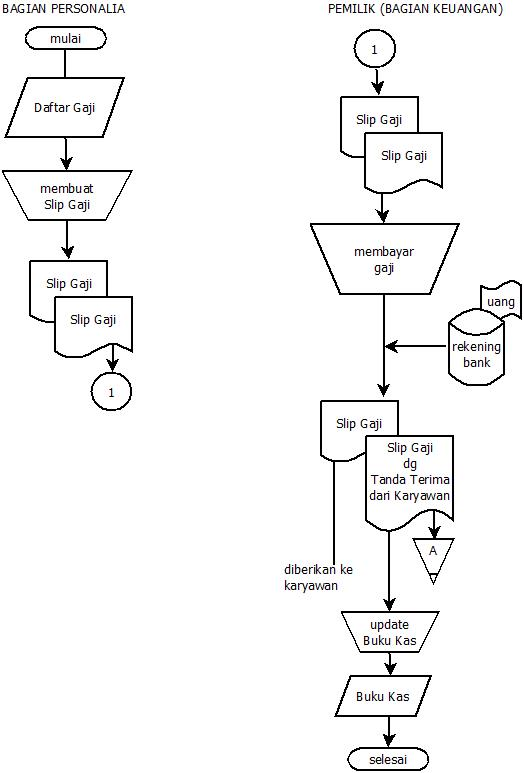 BAGIAN PERSONALIA
mulai
Daftar Gaji
membuat
Slip Gaji
Slip Gaji
Slip Gaji
1
PEMILIK (BAGIAN KEUANGAN)
1
Slip Gaji
Slip Gaji
membayar
gaji
uang
rekening
bank
Slip Gaji
Slip Gaji
dg
Tanda Terima
dari Karyawan
A
diberikan ke
karyawan
update
Buku Kas
Buku Kas
selesai